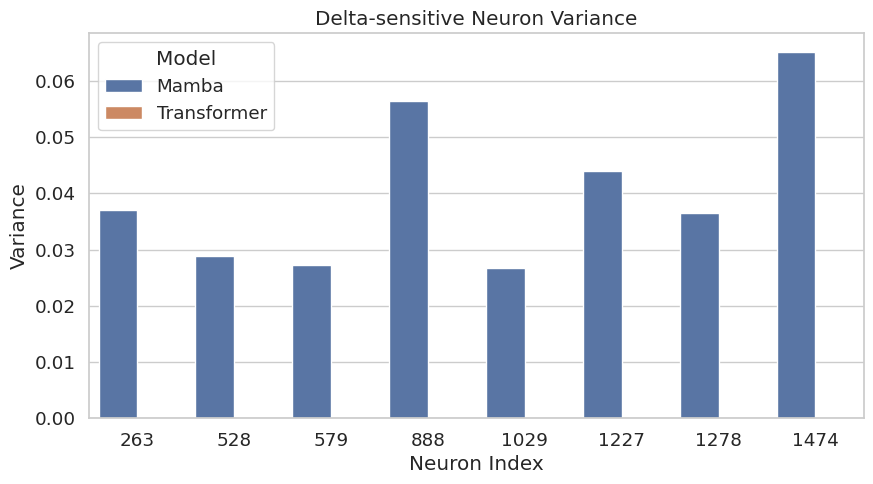 Delta-sensitive Neuron Variance
Model
Mamba
Transformer
Variance
0.06
0.05
0.04
0.03
0.02
0.01
0.00
263 528 579 888 1029 1227 1278 1474
Neuron Index